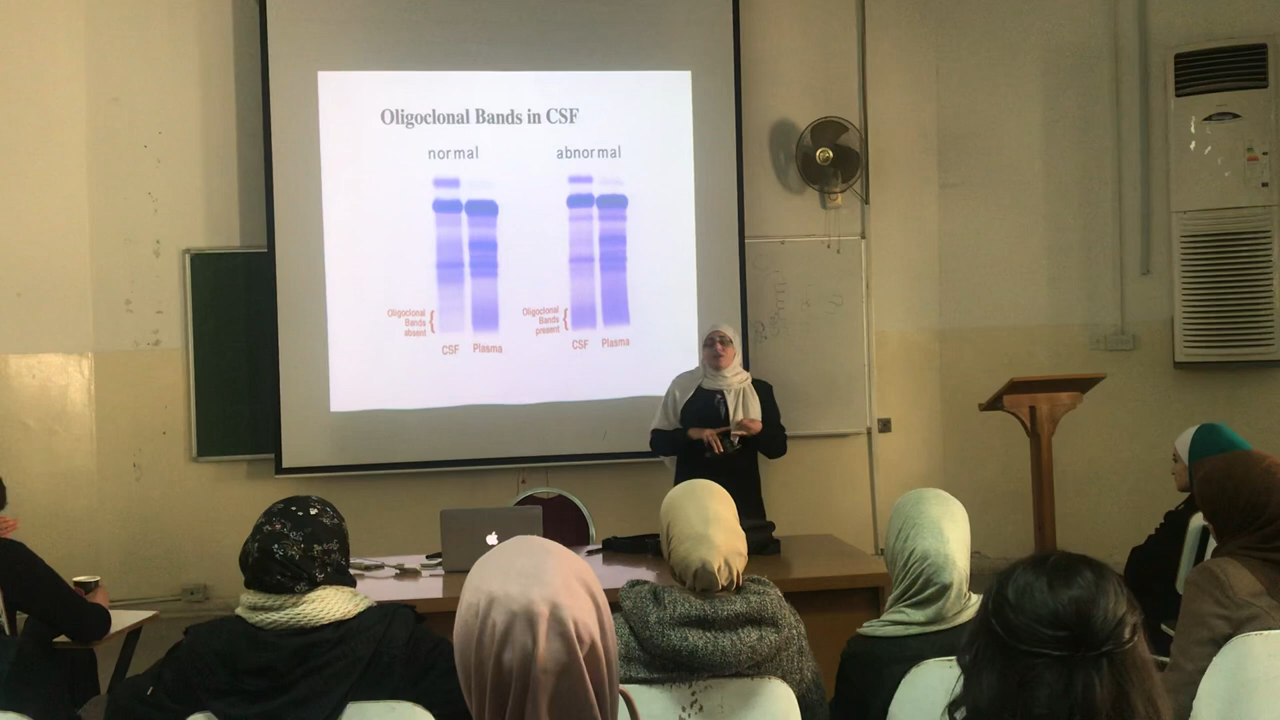 Oligoclonal Bands in CSF
normal
abnormal
Oligoclonal
Bands
absent
CSF
Plasma
Oligoclonal
Bands
present
CSF
Plasma